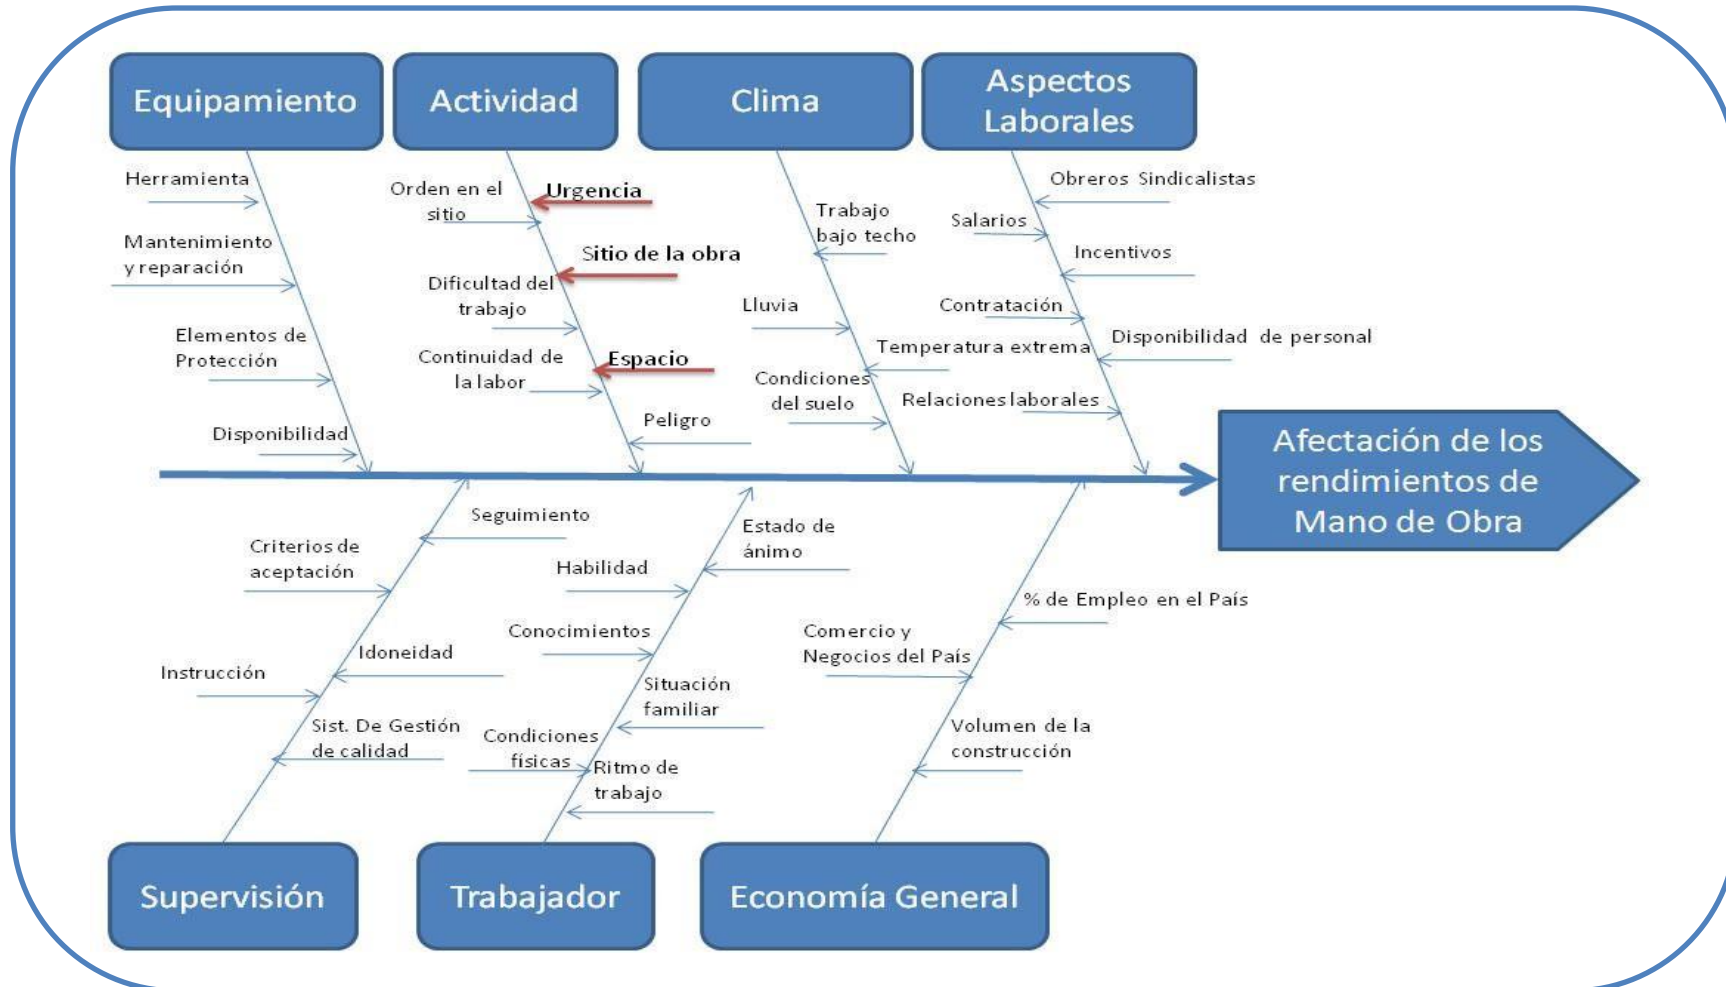 Equipamiento
Actividad
Clima
Aspectos
Laborales
Herramienta
Mantenimiento
y reparación
Elementos de
Protección
Disponibilidad
Orden en el
sitio
Urgencia
Sitio de la obra
Dificultad del
trabajo
Continuidad de
la labor
Espacio
Peligro
Trabajo
bajo techo
Lluvia
Temperatura extrema
Condiciones
del suelo
Obreros Sindicalistas
Salarios
Incentivos
Contratación
Disponibilidad de personal
Relaciones laborales
Afectación de los
rendimientos de
Mano de Obra
Seguimiento
Criterios de
aceptación
Idoneidad
Instrucción
Sist. De Gestión
de calidad
Estado de
ánimo
Habilidad
Conocimientos
Situación
familiar
Condiciones
físicas
Ritmo de
trabajo
% de Empleo en el País
Comercio y
Negocios del País
Volumen de la
construcción
Supervisión
Trabajador
Economía General